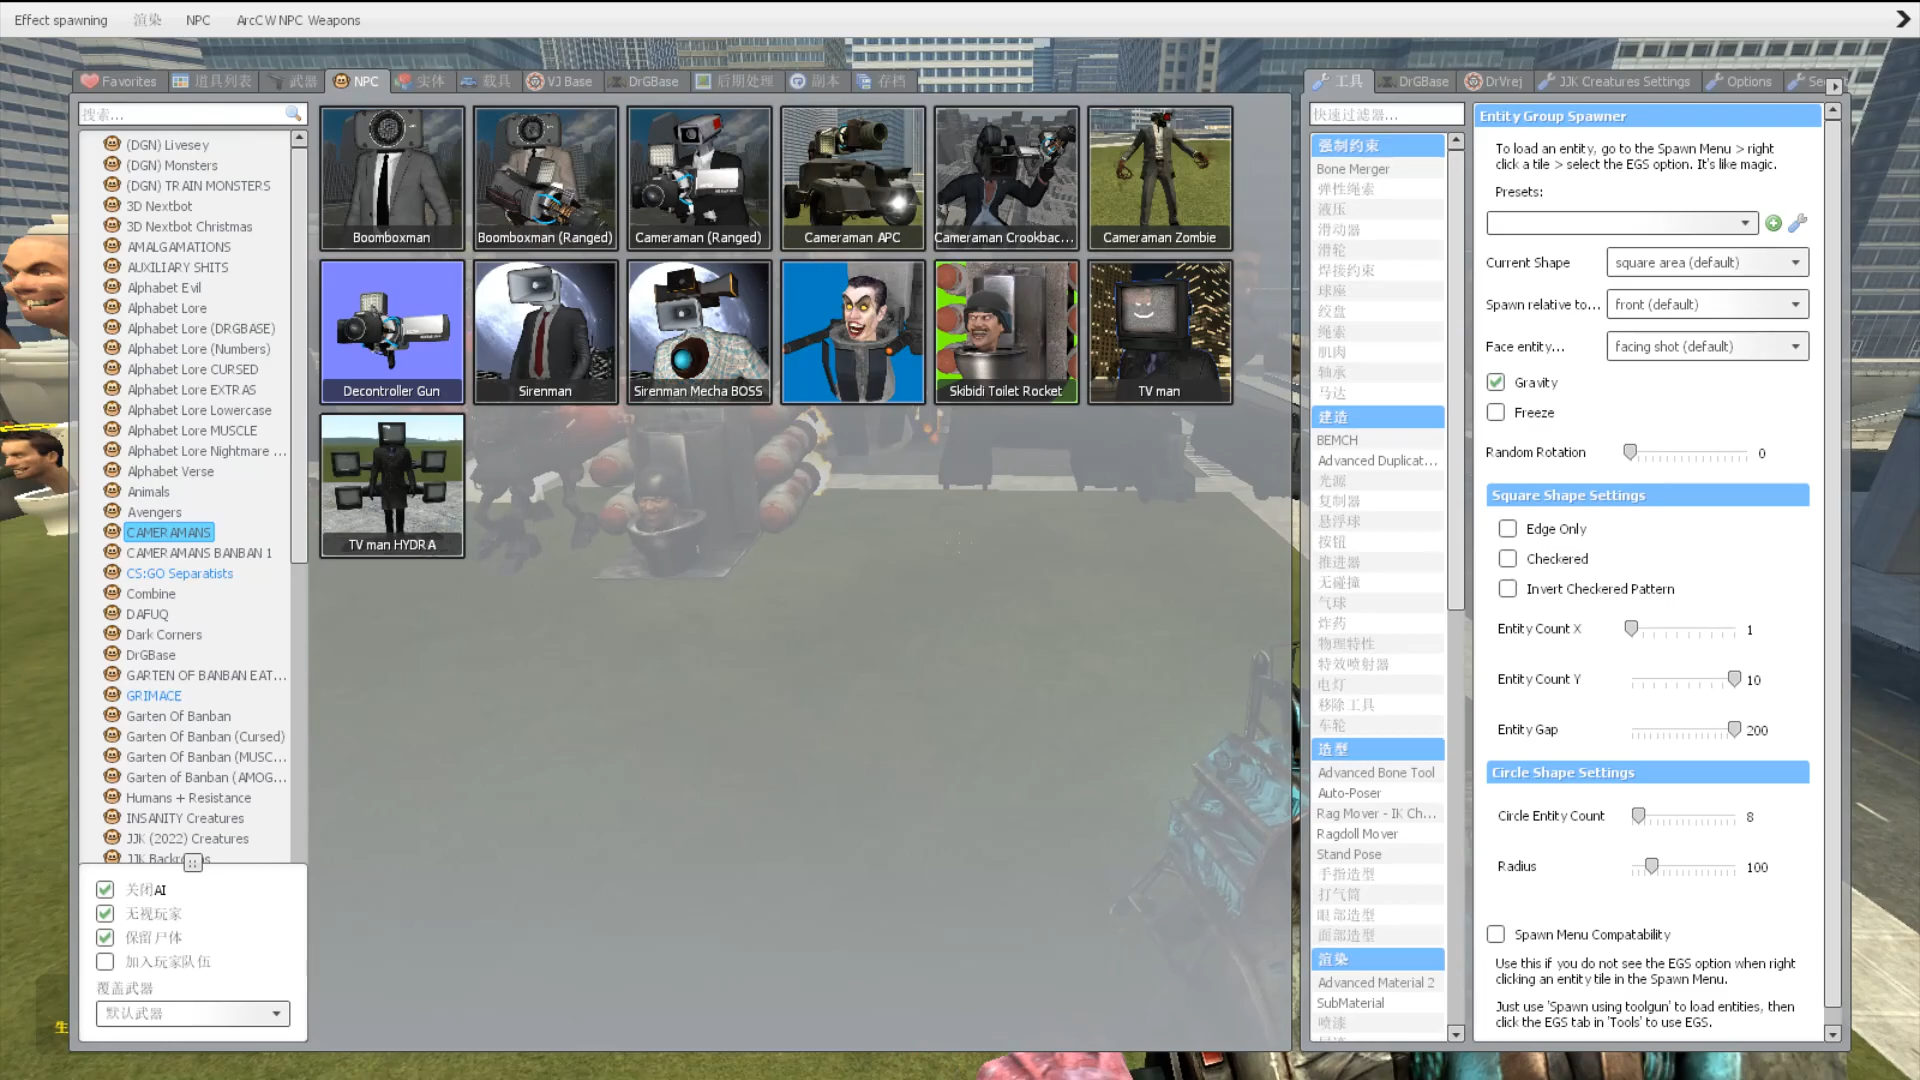 Effect spawning
渲染
NPC
ArcCW NPC Weapons
Favorites
道具列表
武器
NPC
实体
载具
VJ Base
DrGBase
后期处理
副本
存档
搜索...
(DGN) Livesey
(DGN) Monsters
(DGN) TRAIN MONSTERS
3D Nextbot
3D Nextbot Christmas
AMALGAMATIONS
AUXILIARY SHITS
Alphabet Evil
Alphabet Lore
Alphabet Lore (DRGBASE)
Alphabet Lore (Numbers)
Alphabet Lore CURSED
Alphabet Lore EXTRAS
Alphabet Lore Lowercase
Alphabet Lore MUSCLE
Alphabet Lore Nightmare ...
Alphabet Verse
Animals
Avengers
CAMERAMANS
CAMERAMANS BANBAN 1
CS:GO Separatists
Combine
DAFUQ
Dark Corners
DrGBase
GARTEN OF BANBAN EAT...
GRIMACE
Garten Of Banban
Garten Of Banban (Cursed)
Garten Of Banban (MUSC...
Garten of Banban (AMOG...
Humans + Resistance
INSANITY Creatures
JJK (2022) Creatures
关闭AI
无视玩家
保留尸体
加入玩家队伍
覆盖武器
默认武器
生
Boomboxman
Boomboxman (Ranged)
Cameraman (Ranged)
Cameraman APC
Cameraman Crookbac...
Cameraman Zombie
Decontroller Gun
Sirenman
Sirenman Mecha BOSS
Skibidi Toilet Rocket
TV man
TV man HYDRA
工具
DrGBase
DrVrej
JJK Creatures Settings
Options
快速过滤器...
强制约束
Bone Merger
弹性绳索
液压
滑动器
滑轮
焊接约束
球座
绞盘
绳索
肌肉
轴承
马达
建造
BEMCH
Advanced Duplicat...
光源
复制器
悬浮球
按钮
推进器
无碰撞
气球
炸药
物理特性
特效喷射器
电灯
移除工具
车轮
造型
Advanced Bone Tool
Auto-Poser
Rag Mover - IK Ch...
Ragdoll Mover
Stand Pose
手指造型
打气筒
眼部造型
面部造型
渲染
Advanced Material 2
SubMaterial
喷漆
Entity Group Spawner
To load an entity, go to the Spawn Menu > right
click a tile > select the EGS option. It's like magic.
Presets:
Current Shape
square area (default)
Spawn relative to...
front (default)
Face entity...
facing shot (default)
Gravity
Freeze
Random Rotation
0
Square Shape Settings
Edge Only
Checkered
Invert Checkered Pattern
Entity Count X
1
Entity Count Y
10
Entity Gap
200
Circle Shape Settings
Circle Entity Count
8
Radius
100
Spawn Menu Compatability
Use this if you do not see the EGS option when right
clicking an entity tile in the Spawn Menu.
Just use 'Spawn using toolgun' to load entities, then
click the EGS tab in 'Tools' to use EGS.